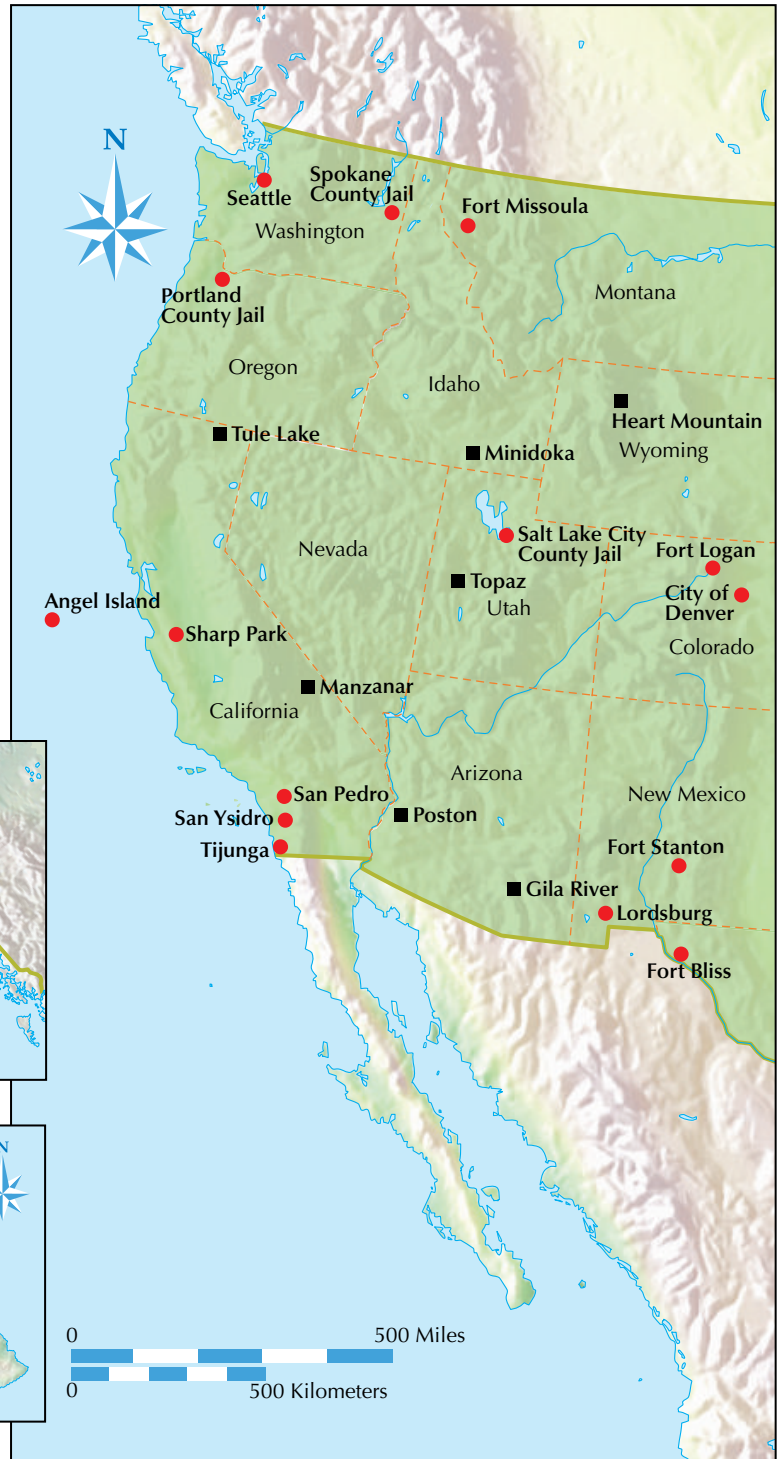 N
Seattle
Spokane
County Jail
Washington
Fort Missoula
Portland
County Jail
Montana
Oregon
Idaho
Heart Mountain
Wyoming
Tule Lake
Minidoka
Nevada
Salt Lake City
County Jail
Fort Logan
Topaz
Utah
City of
Denver
Angel Island
Sharp Park
Colorado
Manzanar
California
Arizona
San Pedro
New Mexico
San Ysidro
Poston
Tijunga
Fort Stanton
Gila River
Lordsburg
Fort Bliss
N
0
500 Miles
0
500 Kilometers